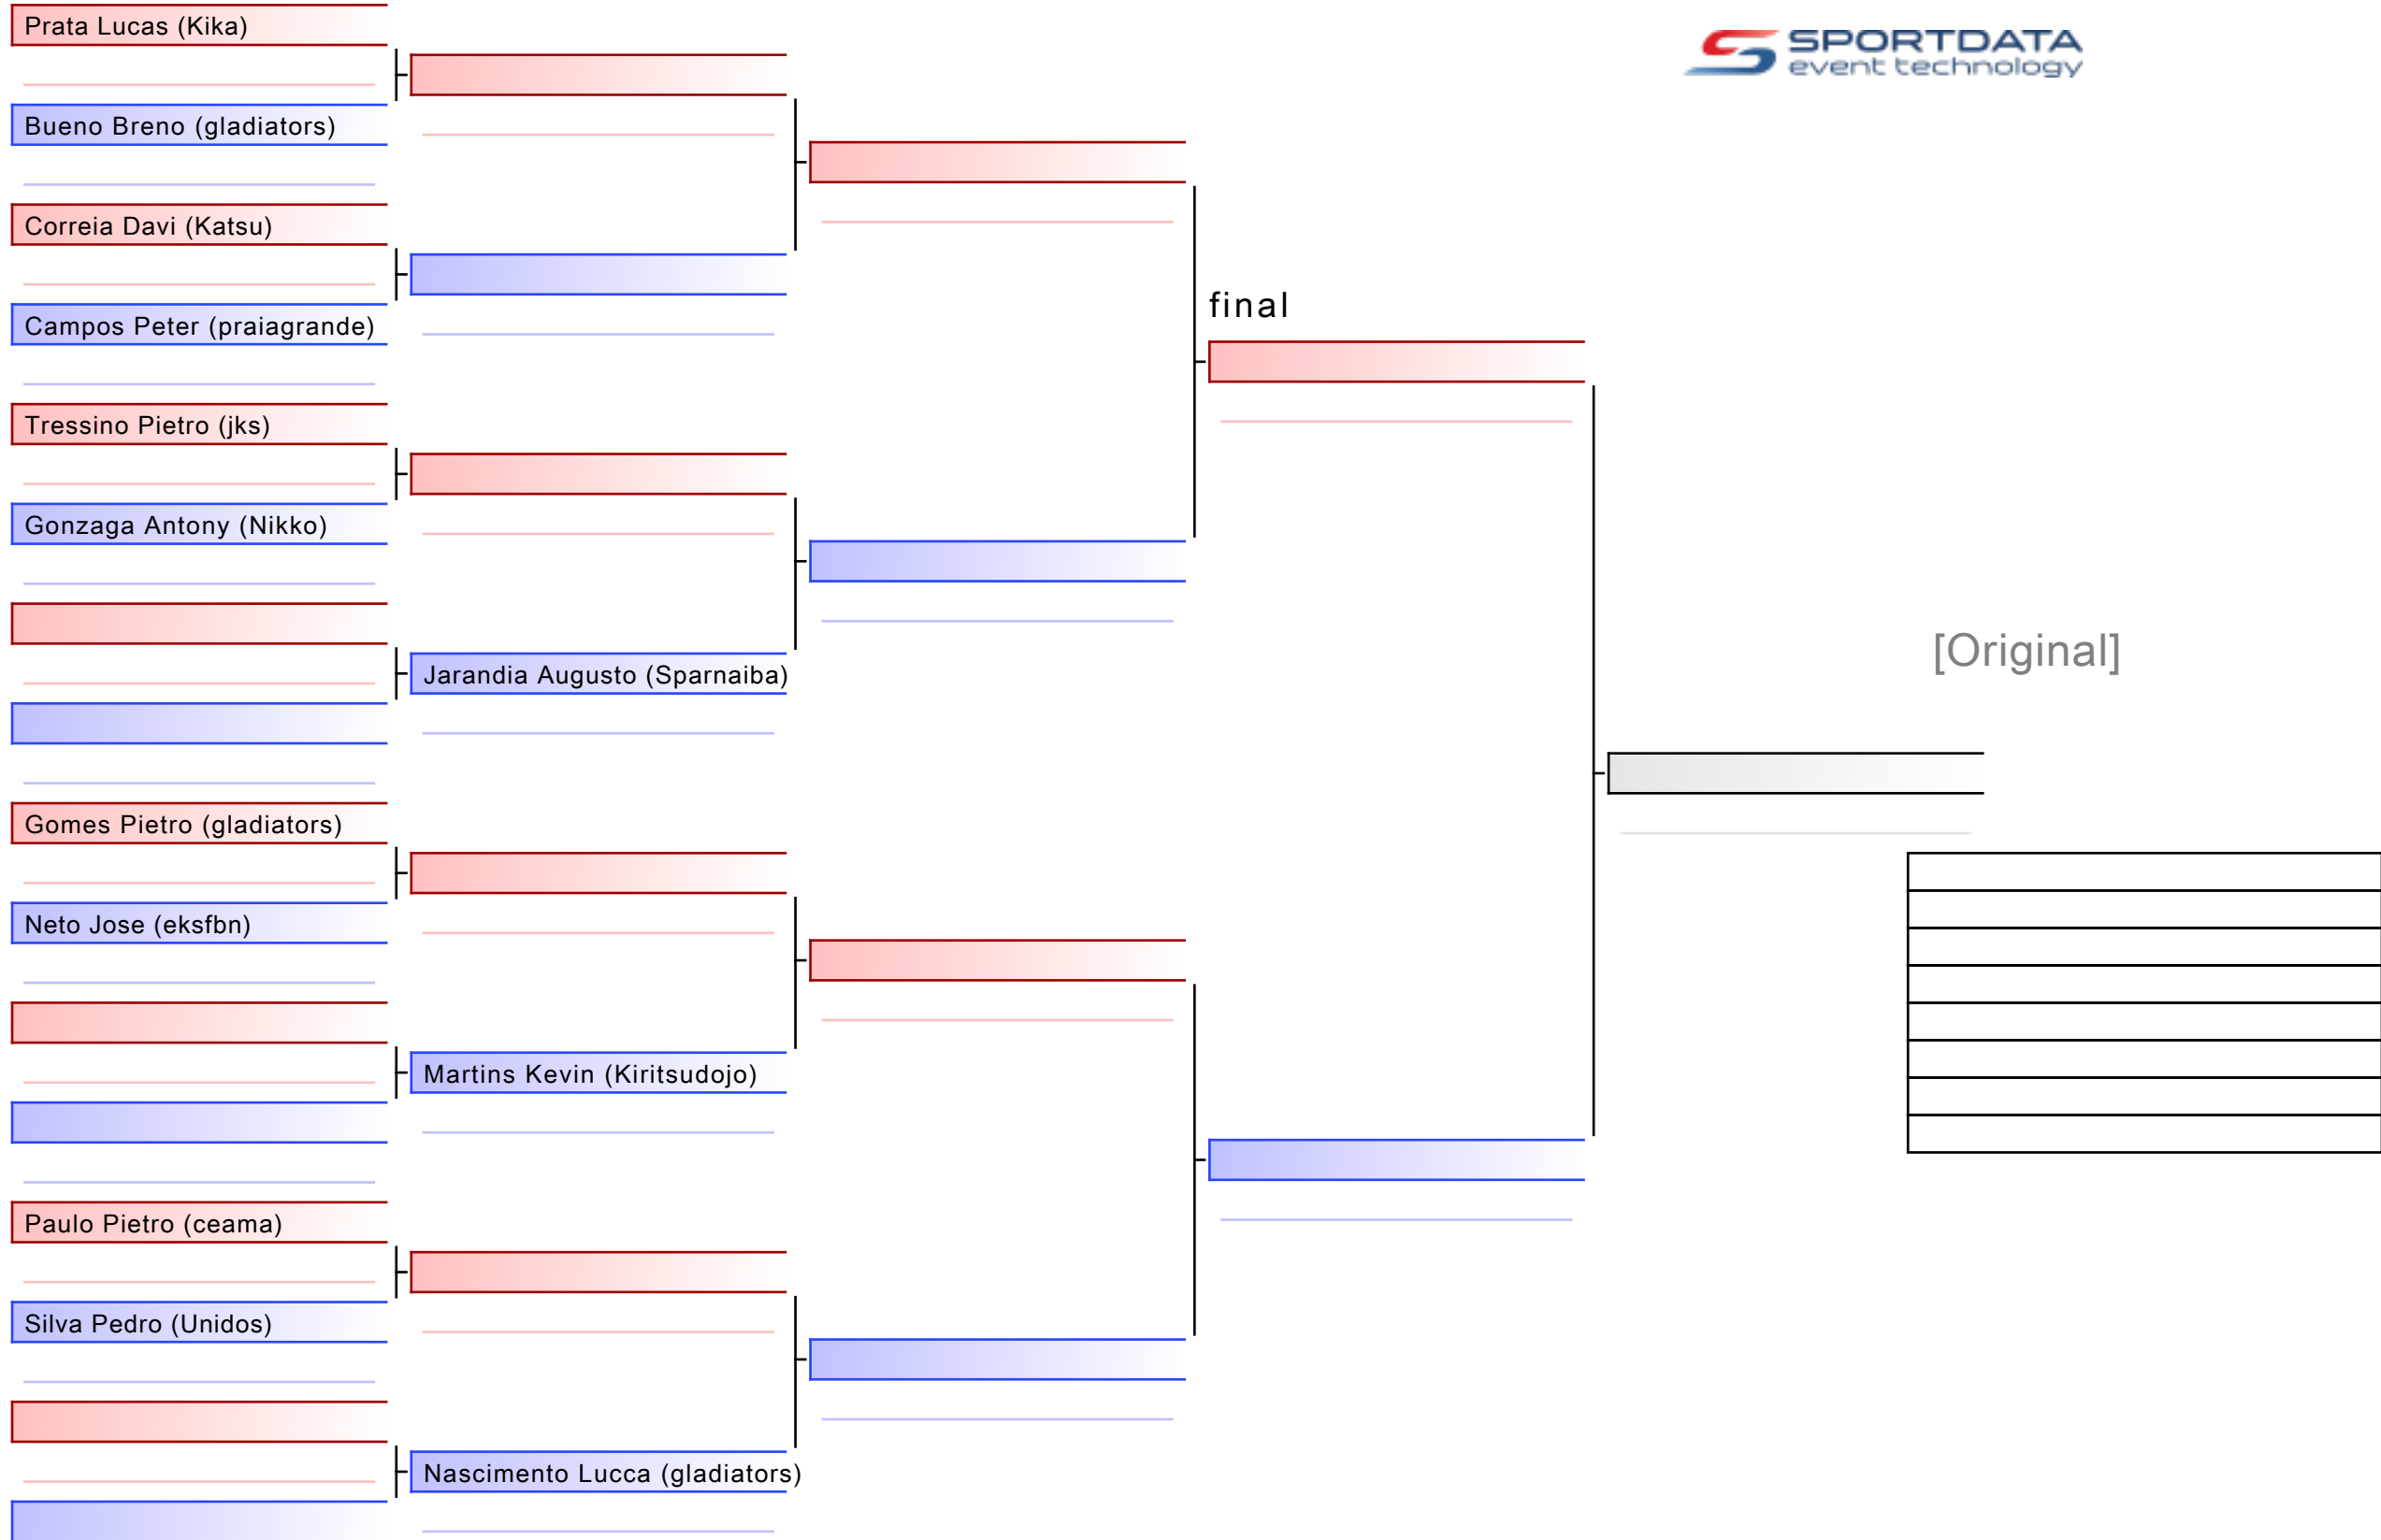 Prata Lucas (Kika)
SPORTDATA
event technology
Bueno Breno (gladiators)
Correia Davi (Katsu)
final
Campos Peter (praiagrande)
Tressino Pietro (jks)
Gonzaga Antony (Nikko)
[Original]
Jarandia Augusto (Sparnaiba)
Gomes Pietro (gladiators)
Neto Jose (eksfbn)
Martins Kevin (Kiritsudojo)
Paulo Pietro (ceama)
Silva Pedro (Unidos)
Nascimento Lucca (gladiators)